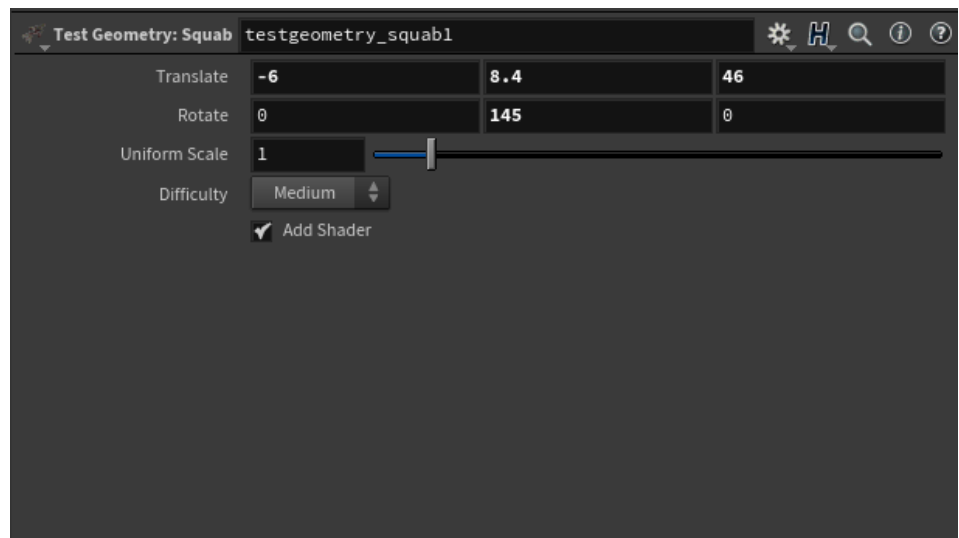 Test Geometry: Squab testgeometry_squab1
Translate -6 8.4 46
Rotate 0 145 0
Uniform Scale 1
Difficulty Medium
Add Shader